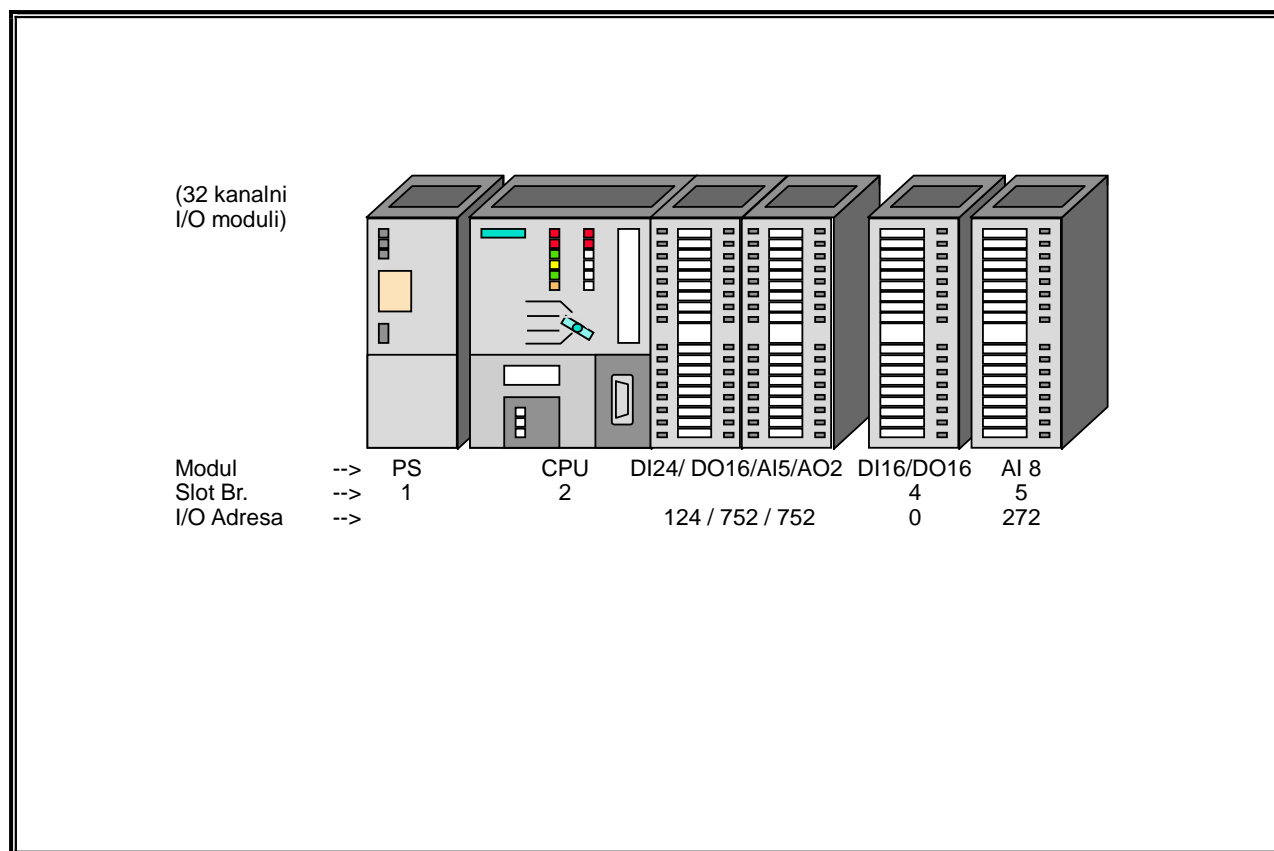 (32 kanalni
I/O moduli)
Modul --> PS CPU DI24/ DO16/AI5/AO2 DI16/DO16 AI 8
Slot Br. --> 1 2 4 5
I/O Adresa --> 124 / 752 / 752 0 272